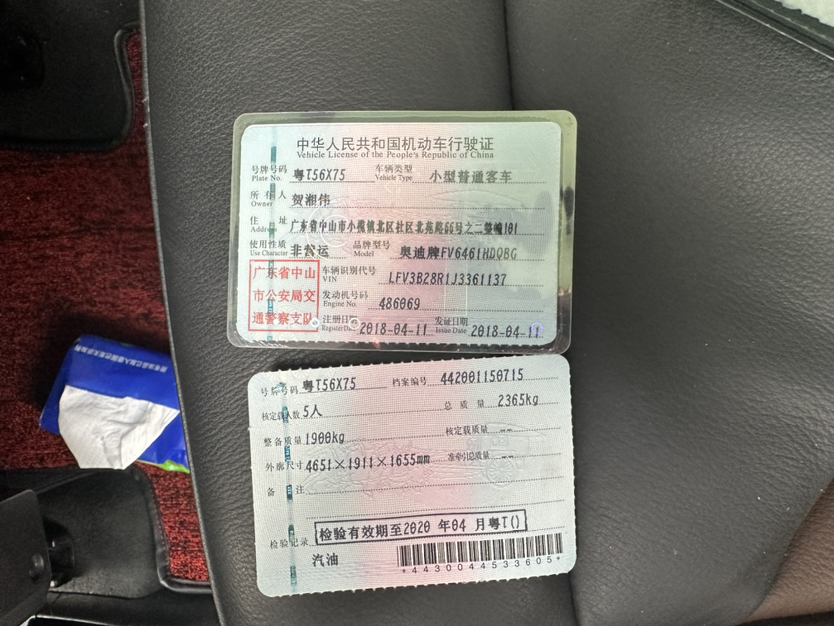 中华人民共和国机动车行驶证
Vehicle License of the People's Republic of China
号牌号码 粤T56X75 车辆类型 小型普通客车
Plate No. Vehicle Type
所有人 贺湘伟
Owner
住址 广东省中山市小榄镇北区社区北苑路66号之二整幢101
Address
使用性质 非营运 品牌型号 奥迪牌FV6461HDQBG
Use Character Model
广东省中山
市公安局交
通警察支队
车辆识别代号 LFV3B28R1J3361137
VIN
发动机号码 486069
Engine No.
注册日期 2018-04-11 发证日期 2018-04-11
Register Date Issue Date
号牌号码 粤T56X75 档案编号 442001150715
核定载人数 5人 总质量 2365kg
整备质量 1900kg 核定载质量 --
外廓尺寸 4651×1911×1655mm 准牵引总质量 --
备注
检验记录 检验有效期至2020年04月粤T()
汽油
*4430044533605*